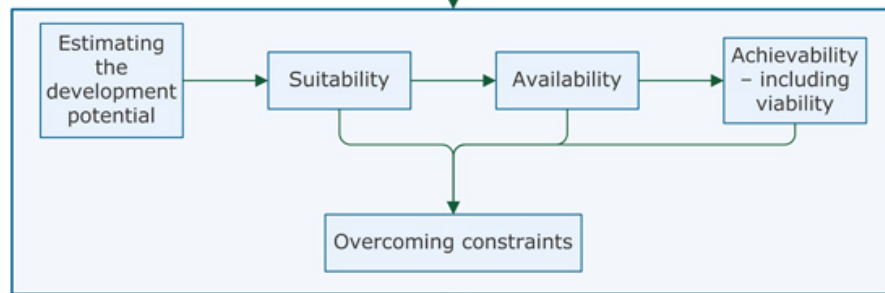 Estimating
the
development
potential
Suitability
Availability
Achievability
– including
viability
Overcoming constraints